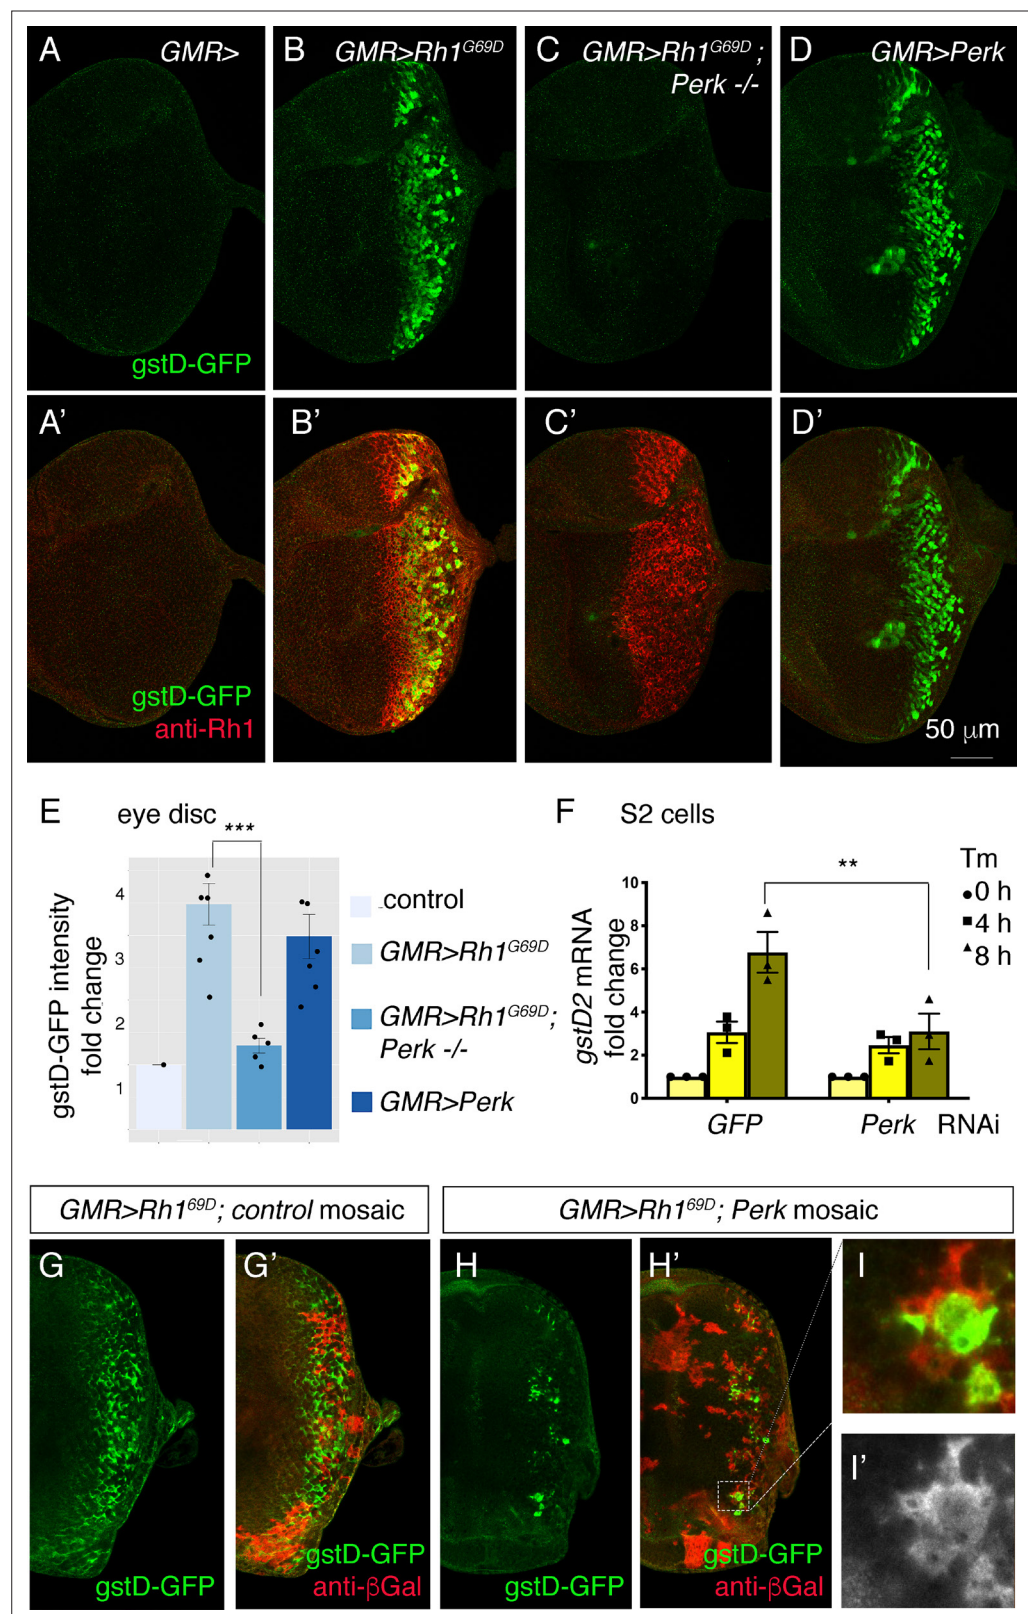 A
GMR>
B
GMR>Rh1G69D
C
GMR>Rh1G69D;
Perk -/-
D
GMR>Perk
gstD-GFP
A'
B'
C'
D'
gstD-GFP
anti-Rh1
50 μm
E
eye disc
***
gstD-GFP intensity
fold change
4
3
2
1
control
GMR>Rh1G69D
GMR>Rh1G69D;
Perk -/-
GMR>Perk
F
S2 cells
**
Tm
0 h
4 h
8 h
gstD2 mRNA
fold change
10
8
6
4
2
0
GFP
Perk
RNAi
GMR>Rh169D; control mosaic
GMR>Rh169D; Perk mosaic
G
G'
H
H'
I
I'
gstD-GFP
gstD-GFP
anti-βGal
gstD-GFP
gstD-GFP
anti-βGal